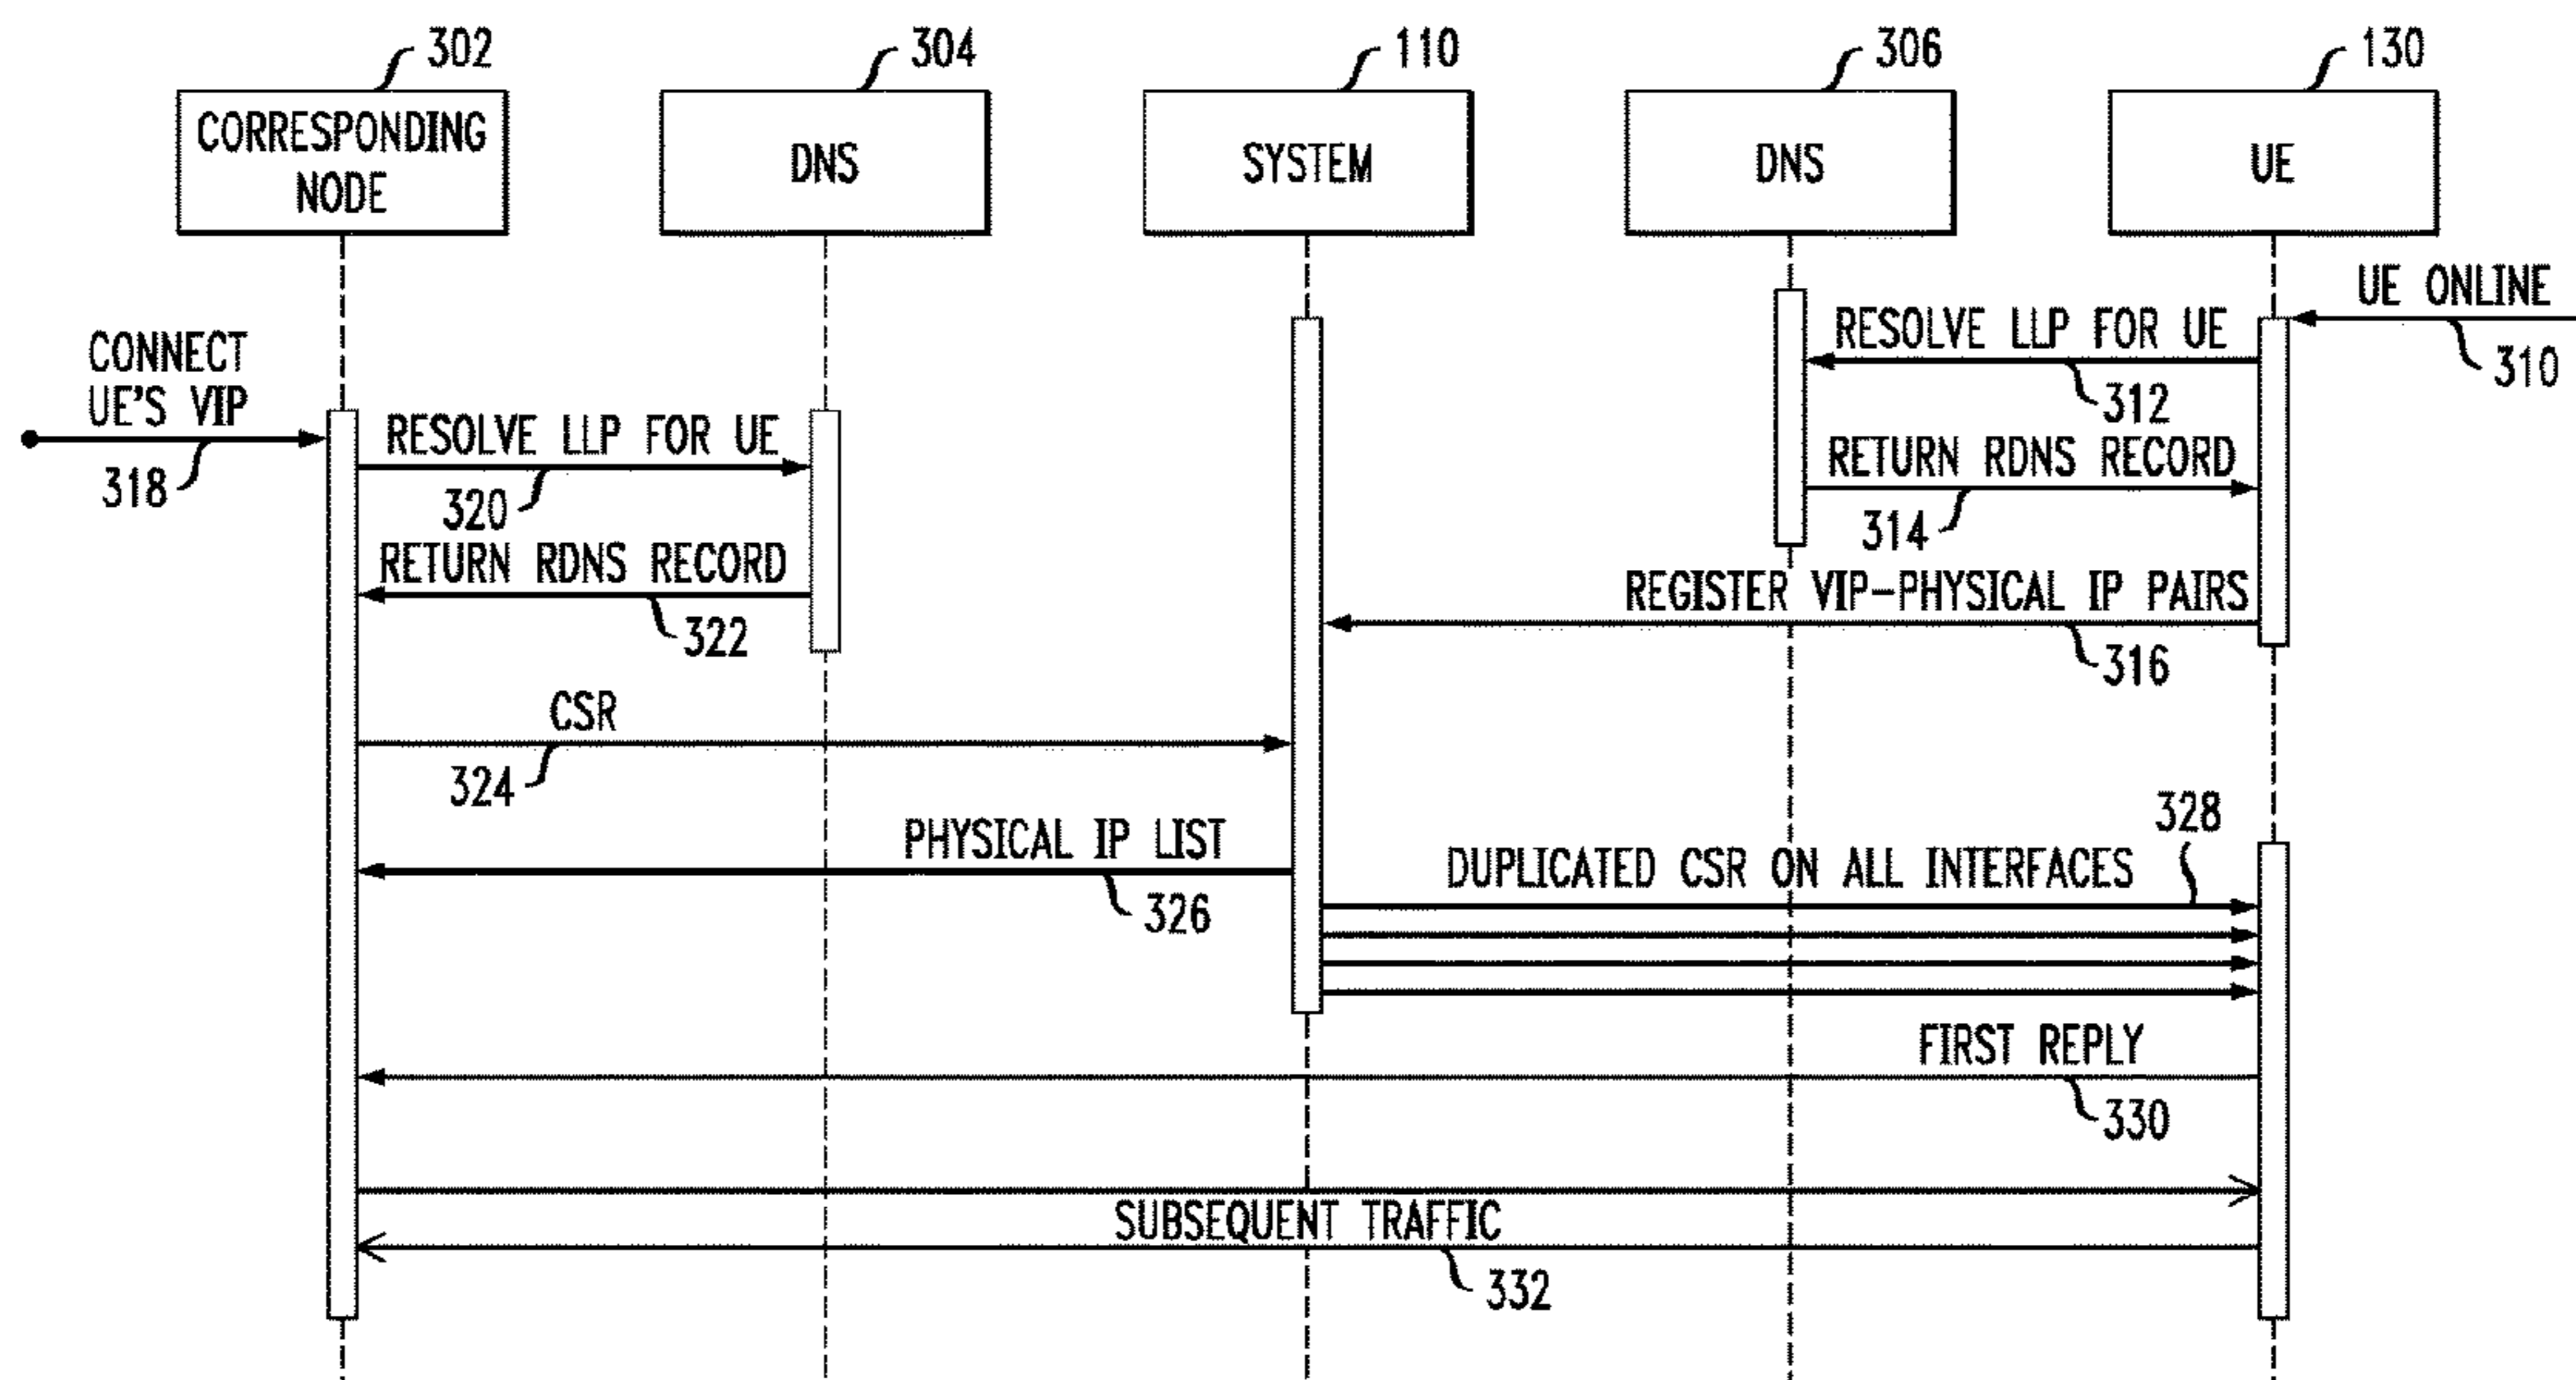 302
304
110
306
130
CORRESPONDING
NODE
DNS
SYSTEM
DNS
UE
UE ONLINE
310
RESOLVE LLP FOR UE
312
CONNECT
UE'S VIP
318
RESOLVE LLP FOR UE
320
RETURN RDNS RECORD
314
RETURN RDNS RECORD
322
REGISTER VIP-PHYSICAL IP PAIRS
316
CSR
324
PHYSICAL IP LIST
326
328
DUPLICATED CSR ON ALL INTERFACES
FIRST REPLY
330
SUBSEQUENT TRAFFIC
332